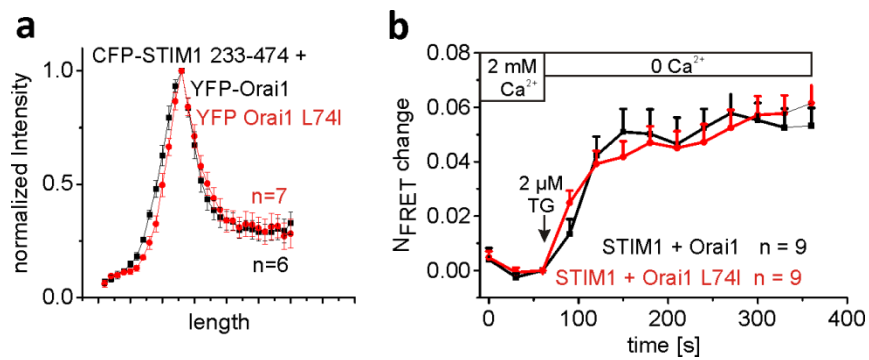 a
CFP-STIM1 233-474 +
YFP-Orai1
YFP Orai1 L74I
n=7
n=6
1.0
0.5
0.0
normalized Intensity
length
b
2 mM
Ca²⁺
0 Ca²⁺
2 µM
TG
STIM1 + Orai1 n = 9
STIM1 + Orai1 L74I n = 9
0.08
0.06
0.04
0.02
0.00
NFRET change
0 100 200 300 400
time [s]